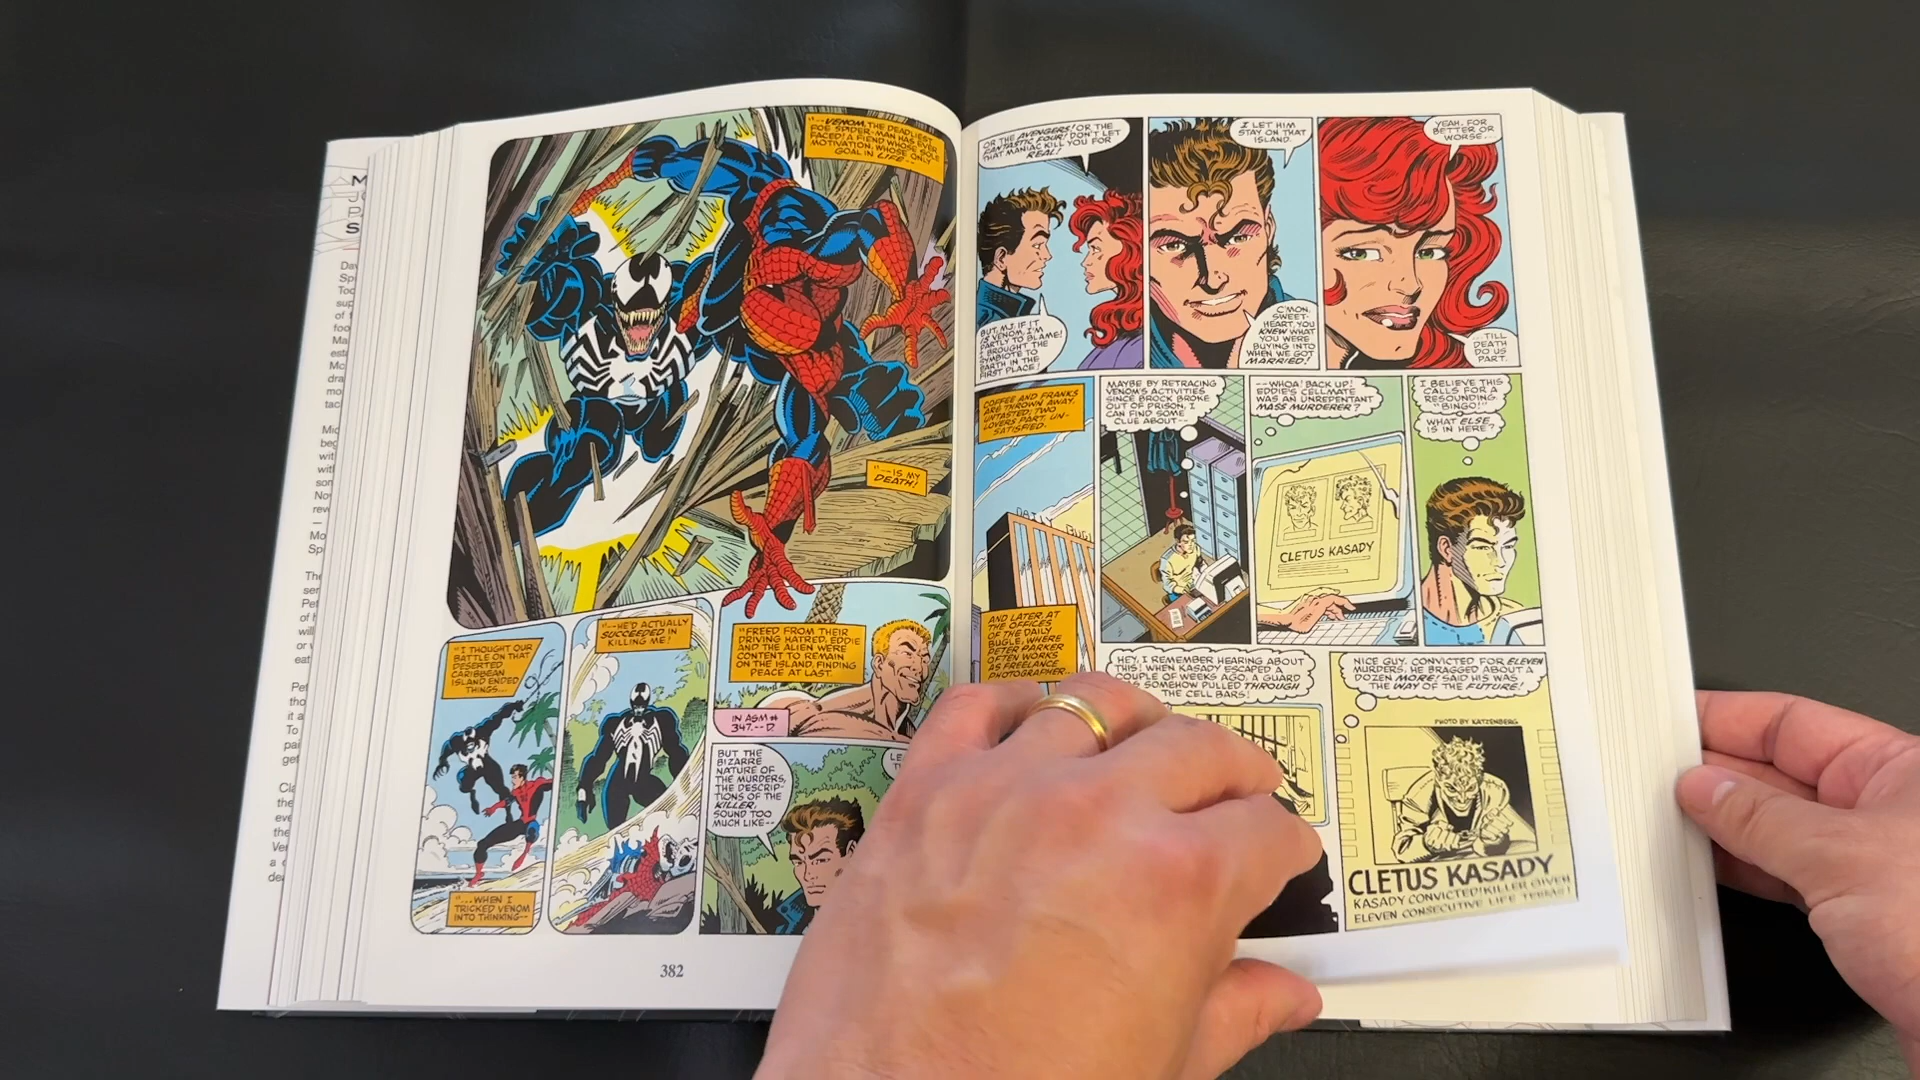 "--VENOM, THE DEADLIEST
FOE SPIDER-MAN HAS EVER
FACED! A FIEND WHOSE SOLE
MOTIVATION, WHOSE ONLY
GOAL IN LIFE--
"--IS MY
DEATH!
"I THOUGHT OUR
BATTLE ON THAT
DESERTED
CARIBBEAN
ISLAND ENDED
THINGS...
"...WHEN I
TRICKED VENOM
INTO THINKING--
"--HE'D ACTUALLY
SUCCEEDED IN
KILLING ME!
"FREED FROM THEIR
DRIVING HATRED, EDDIE
AND THE ALIEN WERE
CONTENT TO REMAIN
ON THE ISLAND, FINDING
PEACE AT LAST.
IN ASM #
347.--D.
BUT THE
BIZARRE
NATURE OF
THE MURDERS,
THE DESCRIP-
TIONS OF THE
KILLER,
SOUND TOO
MUCH LIKE--
382
OR THE AVENGERS! OR THE
FANTASTIC FOUR! DON'T LET
THAT MANIAC KILL YOU FOR
REAL!
BUT, MJ, IF IT
IS VENOM, I'M
PARTLY TO BLAME!
I BROUGHT THE
SYMBIOTE TO
EARTH IN THE
FIRST PLACE!
I LET HIM
STAY ON THAT
ISLAND.
C'MON,
SWEET-
HEART, YOU
KNEW WHAT
YOU WERE
BUYING INTO
WHEN WE GOT
MARRIED!
YEAH. FOR
BETTER OR
WORSE...
...TILL
DEATH
DO US
PART.
COFFEE AND FRANKS
ARE THROWN AWAY,
UNTASTED; TWO
LOVERS PART, UN-
SATISFIED.
DAILY BUGL
AND LATER, AT
THE OFFICES
OF THE DAILY
BUGLE, WHERE
PETER PARKER
OFTEN WORKS
AS FREELANCE
PHOTOGRAPHER--
MAYBE BY RETRACING
VENOM'S ACTIVITIES
SINCE BROCK BROKE
OUT OF PRISON, I
CAN FIND SOME
CLUE ABOUT--
--WHOA! BACK UP!
EDDIE'S CELLMATE
WAS AN UNREPENTANT
MASS MURDERER?
CLETUS KASADY
I BELIEVE THIS
CALLS FOR A
RESOUNDING,
"BINGO!"
WHAT ELSE
IS IN HERE?
HEY, I REMEMBER HEARING ABOUT
THIS! WHEN KASADY ESCAPED A
COUPLE OF WEEKS AGO, A GUARD
SOMEHOW PULLED THROUGH
THE CELL BARS!
NICE GUY. CONVICTED FOR ELEVEN
MURDERS, HE BRAGGED ABOUT A
DOZEN MORE! SAID HIS WAS
THE WAY OF THE FUTURE!
PHOTO BY KATZENBERG
CLETUS KASADY
KASADY CONVICTED! KILLER GIVEN
ELEVEN CONSECUTIVE LIFE TERMS!